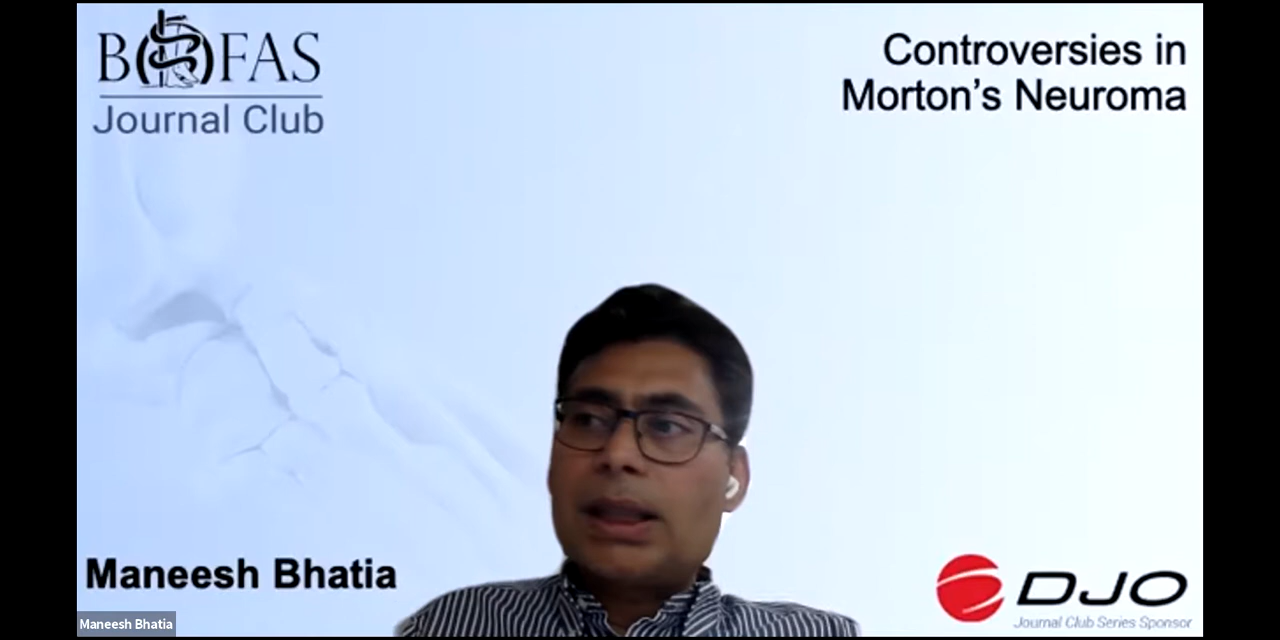 BOFAS
Journal Club
Controversies in
Morton's Neuroma
Maneesh Bhatia
Maneesh Bhatia
DJO
Journal Club Series Sponsor